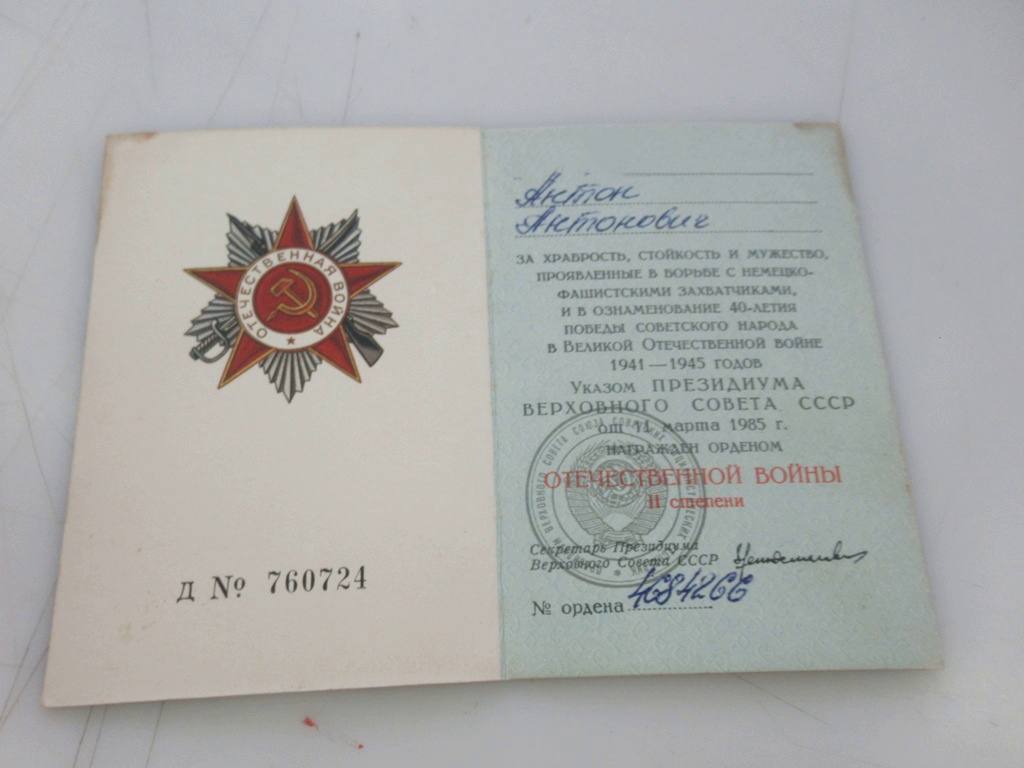 ОТЕЧЕСТВЕННАЯ ВОЙНА
Д № 760724
Антон
Антонович
ЗА ХРАБРОСТЬ, СТОЙКОСТЬ И МУЖЕСТВО,
ПРОЯВЛЕННЫЕ В БОРЬБЕ С НЕМЕЦКО-
ФАШИСТСКИМИ ЗАХВАТЧИКАМИ,
И В ОЗНАМЕНОВАНИЕ 40-ЛЕТИЯ
ПОБЕДЫ СОВЕТСКОГО НАРОДА
В ВЕЛИКОЙ ОТЕЧЕСТВЕННОЙ ВОЙНЕ
1941—1945 ГОДОВ
УКАЗОМ ПРЕЗИДИУМА
ВЕРХОВНОГО СОВЕТА СССР
от 11 марта 1985 г.
НАГРАЖДЕН ОРДЕНОМ
ОТЕЧЕСТВЕННОЙ ВОЙНЫ
II степени
Секретарь Президиума
Верховного Совета СССР
№ ордена 4684266